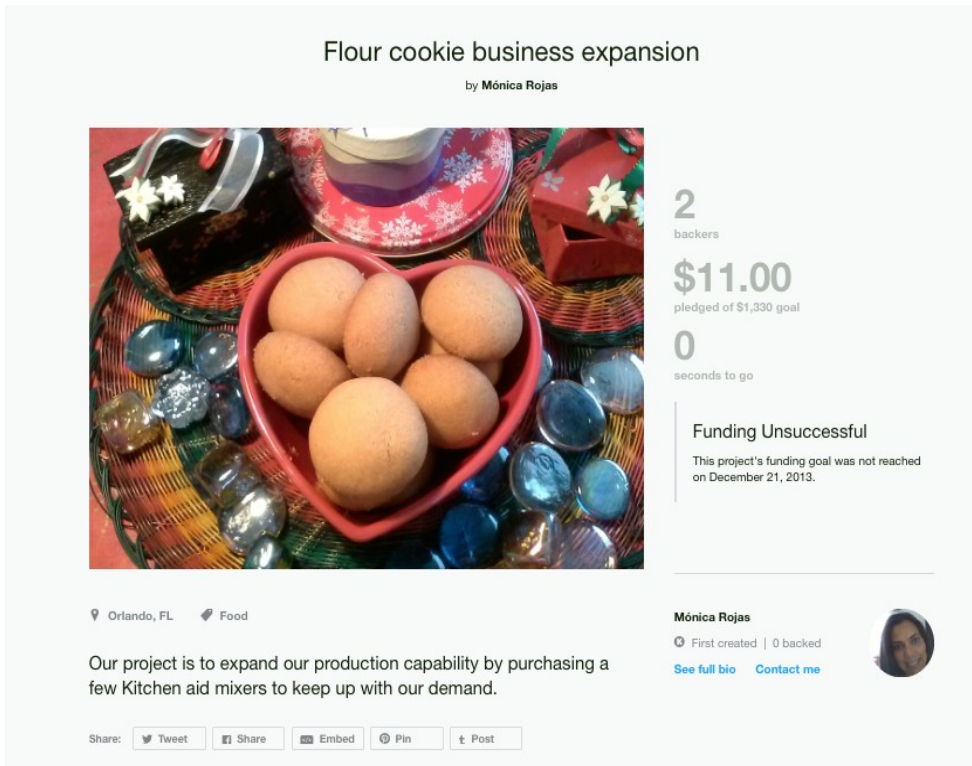 Flour cookie business expansion
by Mónica Rojas
2
backers
$11.00
pledged of $1,330 goal
0
seconds to go
Funding Unsuccessful
This project's funding goal was not reached
on December 21, 2013.
Orlando, FL Food
Our project is to expand our production capability by purchasing a
few Kitchen aid mixers to keep up with our demand.
Share: Tweet Share Embed Pin Post
Mónica Rojas
First created | 0 backed
See full bio Contact me